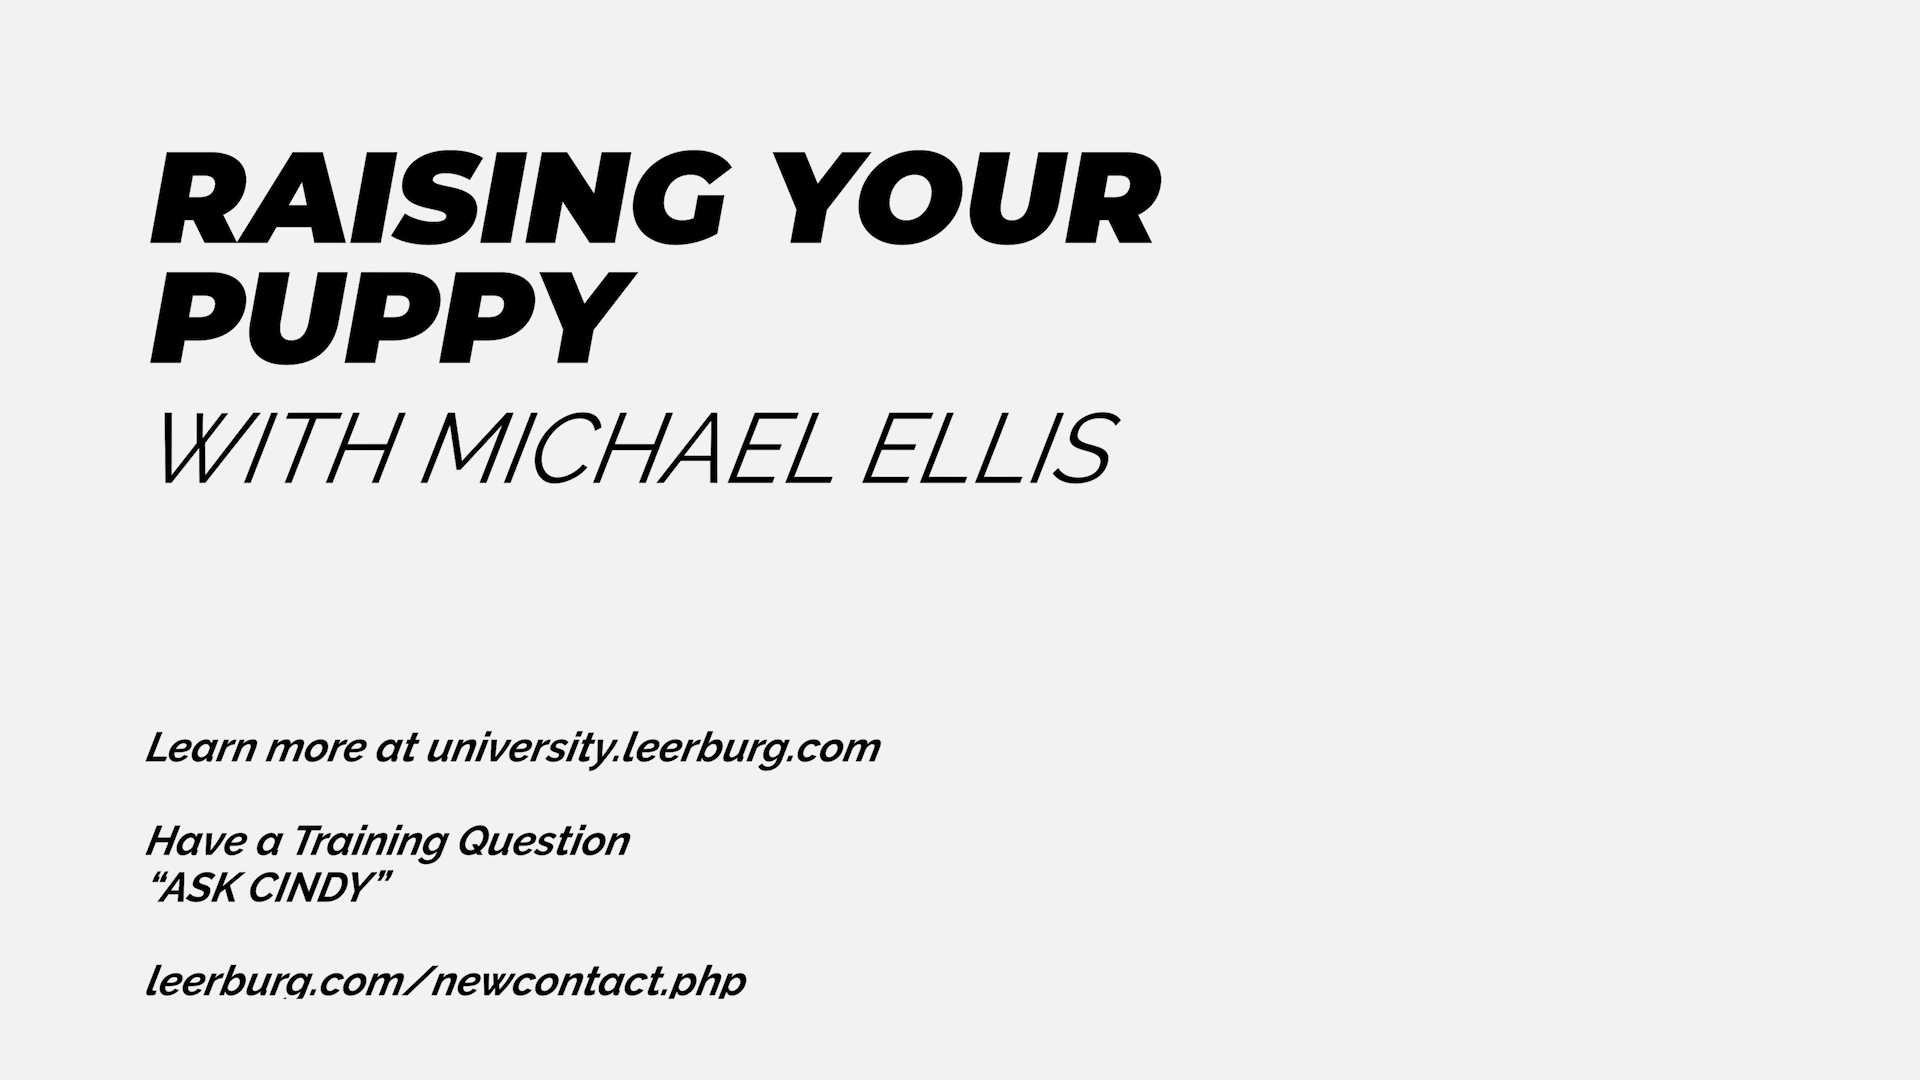 RAISING YOUR
PUPPY
WITH MICHAEL ELLIS
Learn more at university.leerburg.com
Have a Training Question
“ASK CINDY”
leerburg.com/newcontact.php